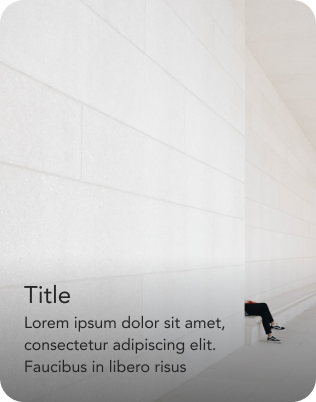 Title
Lorem ipsum dolor sit amet,
consectetur adipiscing elit.
Faucibus in libero risus